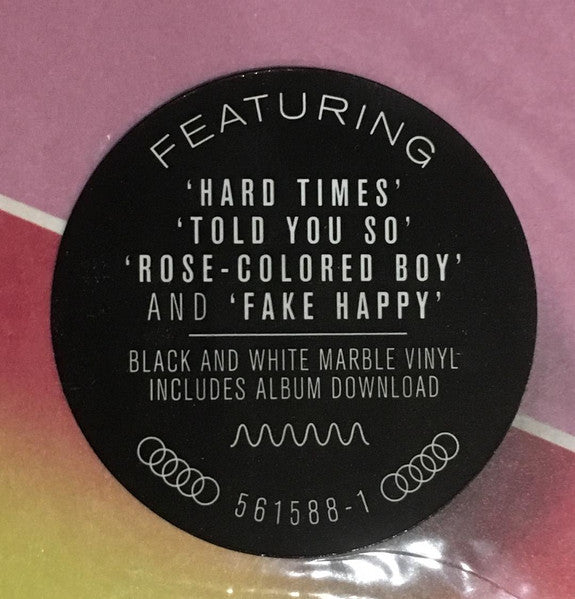 FEATURING
‘HARD TIMES’
‘TOLD YOU SO’
‘ROSE-COLORED BOY’
AND ‘FAKE HAPPY’
BLACK AND WHITE MARBLE VINYL
INCLUDES ALBUM DOWNLOAD
561588-1